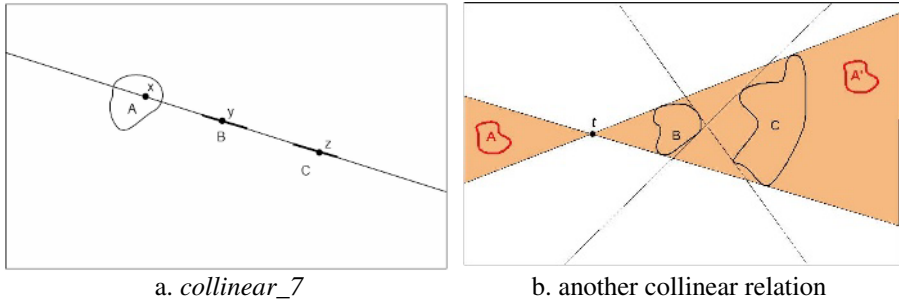 x
A
y
B
z
C
t
A
B
C
A'
a. collinear_7
b. another collinear relation